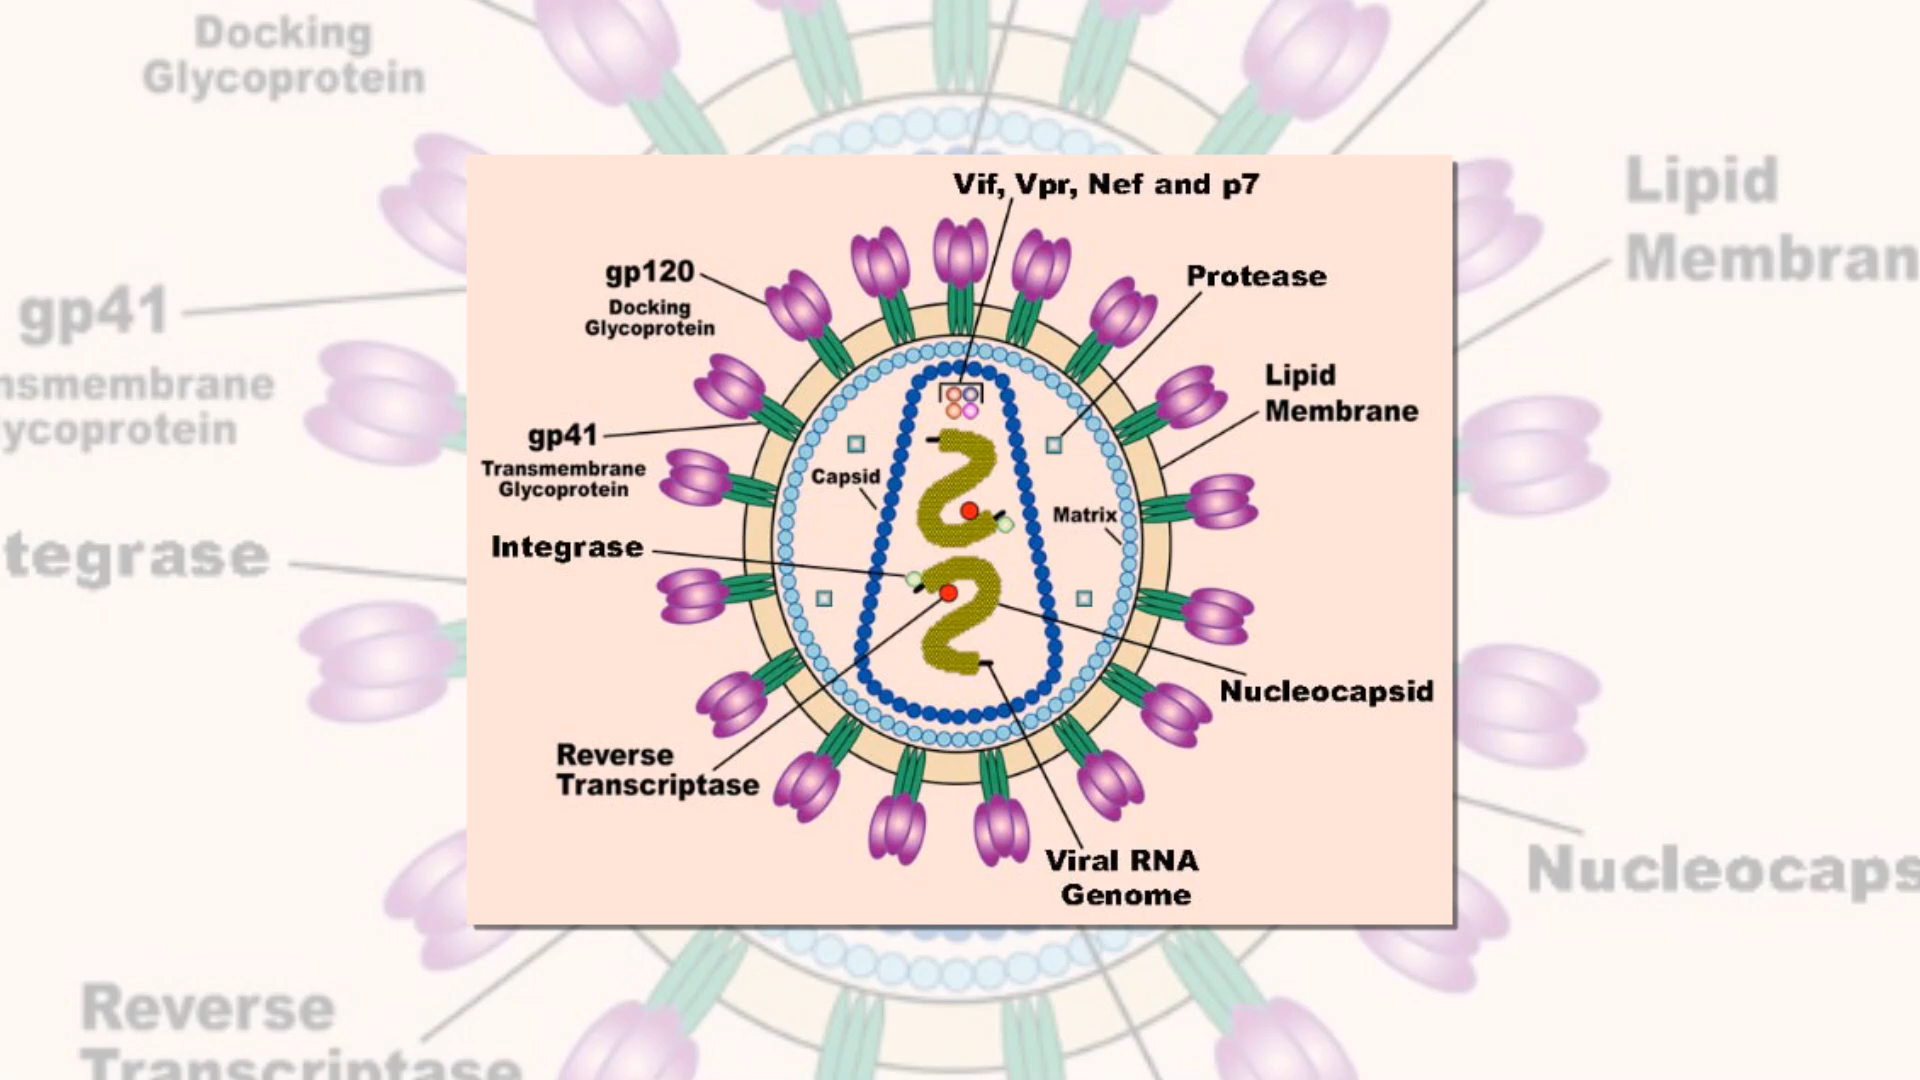 Vif, Vpr, Nef and p7
gp120
Docking
Glycoprotein
Protease
Lipid
Membrane
gp41
Transmembrane
Glycoprotein
Capsid
Matrix
Integrase
Nucleocapsid
Reverse
Transcriptase
Viral RNA
Genome
Docking
Glycoprotein
Lipid
Membran
gp41
nsmembrane
ycoprotein
tegrase
Nucleocaps
Reverse
Transcriptase